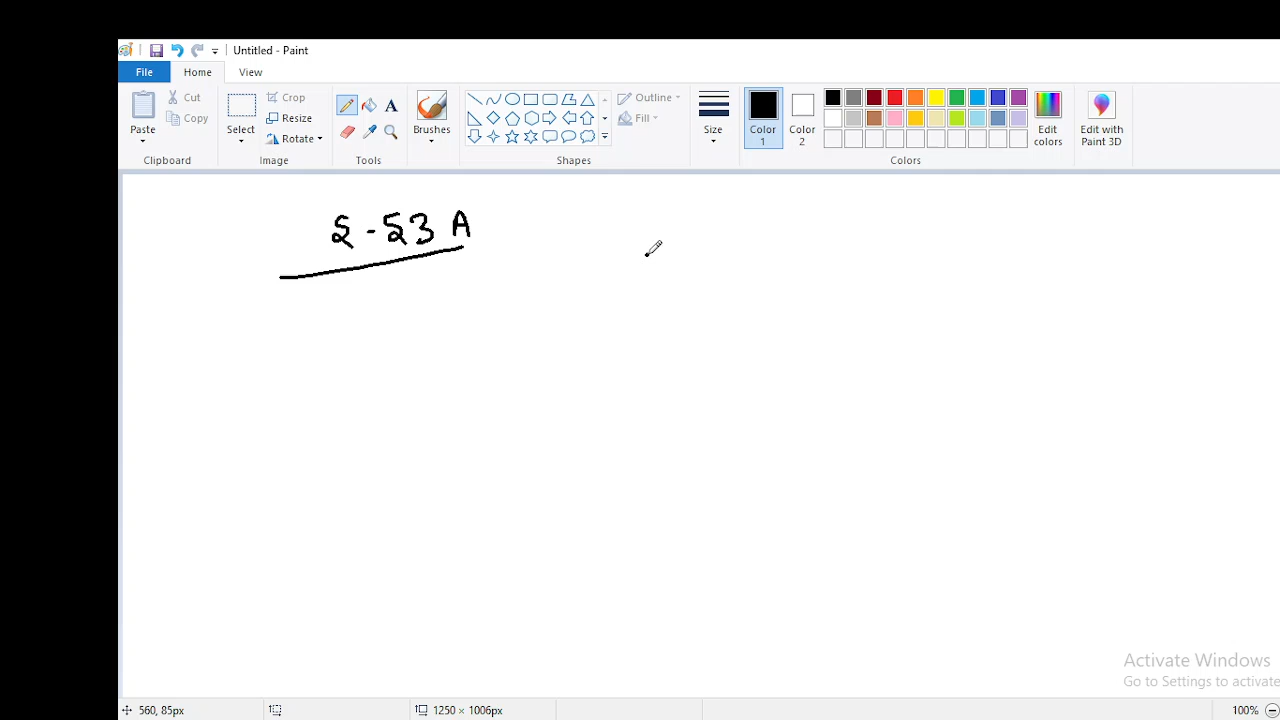 Untitled - Paint
File Home View
Paste Cut Copy Clipboard
Select Crop Resize Rotate Image
Tools
Brushes
Shapes Outline Fill
Size
Color 1 Color 2
Edit colors Colors
Edit with Paint 3D
S-S3 A
Activate Windows
Go to Settings to activate
560, 85px 1250 × 1006px 100%